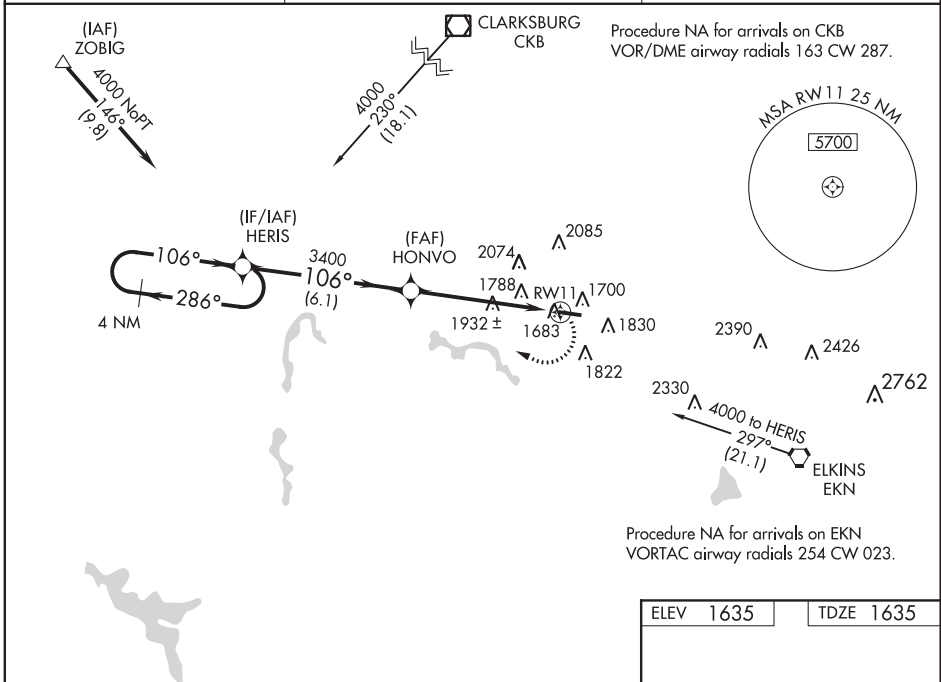 (IAF)
ZOBIG
4000 NoPT
146°
(9.8)
CLARKSBURG
CKB
4000
230°
(18.1)
Procedure NA for arrivals on CKB
VOR/DME airway radials 163 CW 287.
MSA RW11 25 NM
5700
(IF/IAF)
HERIS
106°
286°
4 NM
3400
106°
(6.1)
(FAF)
HONVO
2085
2074
1788
RW11
1700
1932 ±
1683
1830
1822
2390
2426
2762
2330
4000 to HERIS
297°
(21.1)
ELKINS
EKN
Procedure NA for arrivals on EKN
VORTAC airway radials 254 CW 023.
ELEV 1635
TDZE 1635